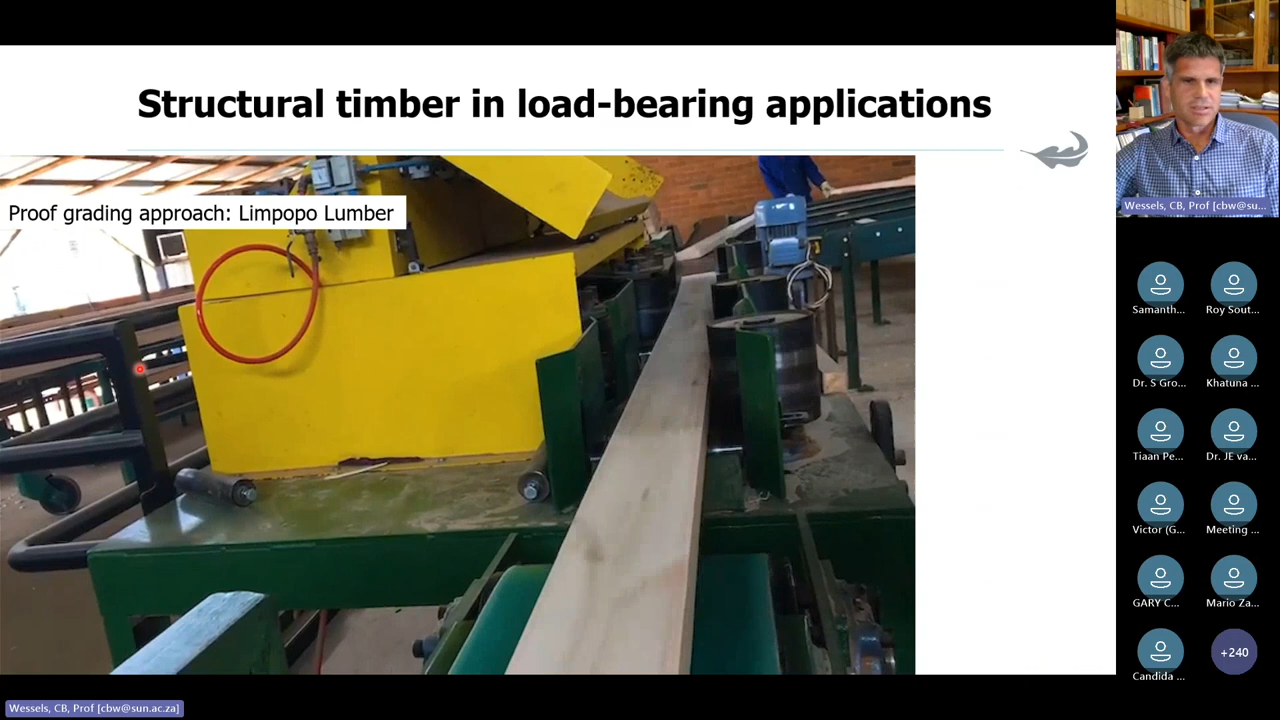 Structural timber in load-bearing applications
Proof grading approach: Limpopo Lumber
Wessels, CB, Prof [cbw@su...
Samanth...
Roy Sout...
Dr. S Gro...
Khatuna ...
Tiaan Pe...
Dr. JE va...
Victor (G...
Meeting ...
GARY C...
Mario Za...
Candida ...
+240
Wessels, CB, Prof [cbw@sun.ac.za]